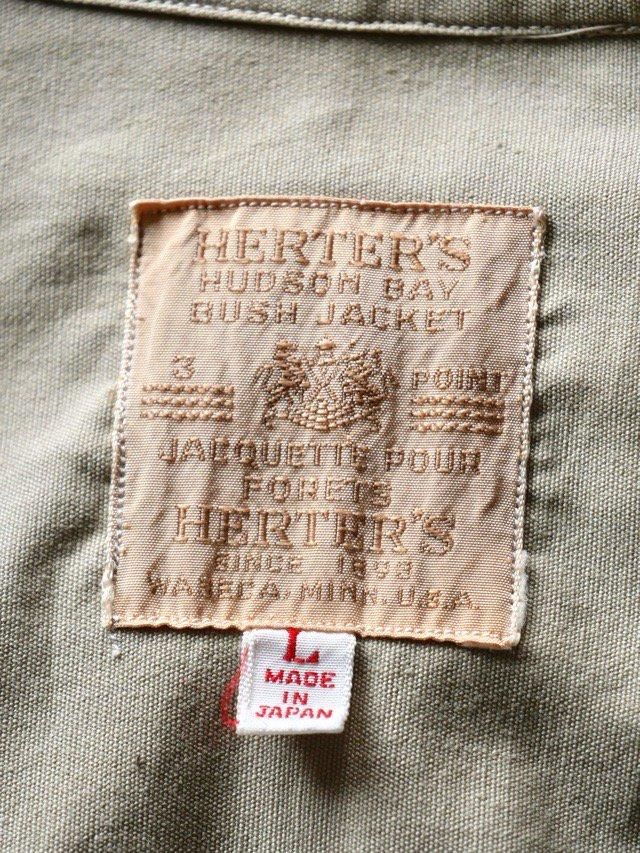 HERTER'S
HUDSON BAY
BUSH JACKET
3 POINT
JACQUETTE POUR
FORETS
HERTER'S
SINCE 1893
WASECA, MINN. U.S.A.
L
MADE
IN
JAPAN